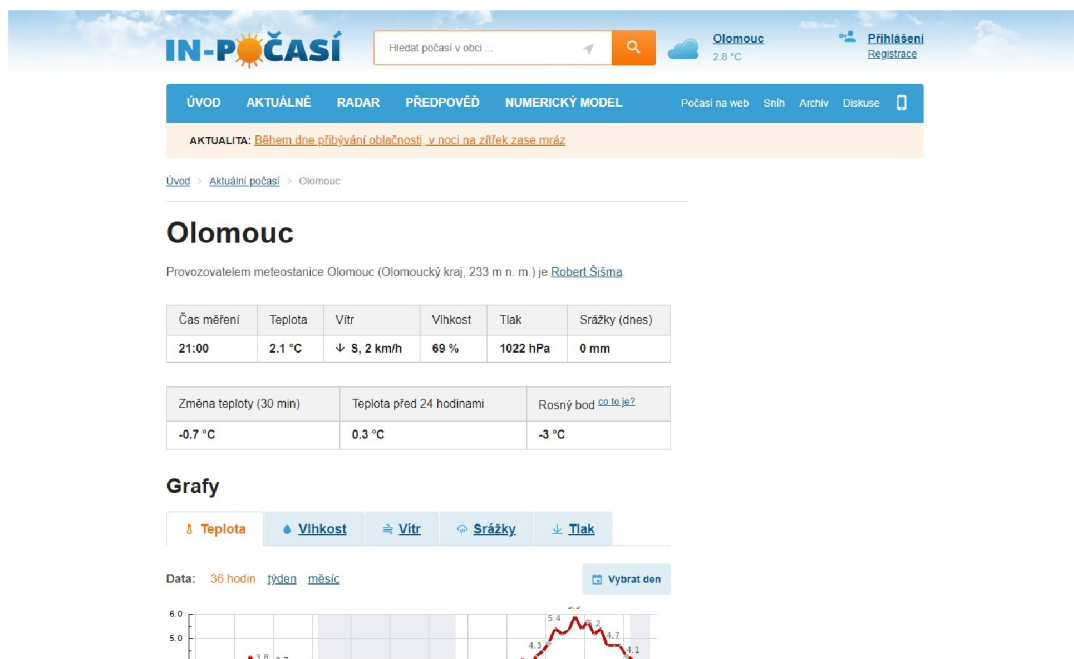 IN-POČASÍ
Hledat počasí v obci ...
Olomouc
2.8 °C
Přihlášení
Registrace
ÚVOD AKTUÁLNĚ RADAR PŘEDPOVĚĎ NUMERICKÝ MODEL Počasí na web Sníh Archiv Diskuse
AKTUALITA: Během dne přibývání oblačnosti, v noci na zítřek zase mráz
Úvod > Aktuální počasí > Olomouc
Olomouc
Provozovatelem meteostanice Olomouc (Olomoucký kraj, 233 m n. m.) je Robert Šišma.
Čas měření Teplota Vítr Vlhkost Tlak Srážky (dnes)
21:00 2.1 °C S, 2 km/h 69 % 1022 hPa 0 mm
Změna teploty (30 min) Teplota před 24 hodinami Rosný bod co to je?
-0.7 °C 0.3 °C -3 °C
Grafy
Teplota Vlhkost Vítr Srážky Tlak
Data: 36 hodin týden měsíc Vybrat den
6.0
5.4
5.0
4.7
4.3
4.1
3.8